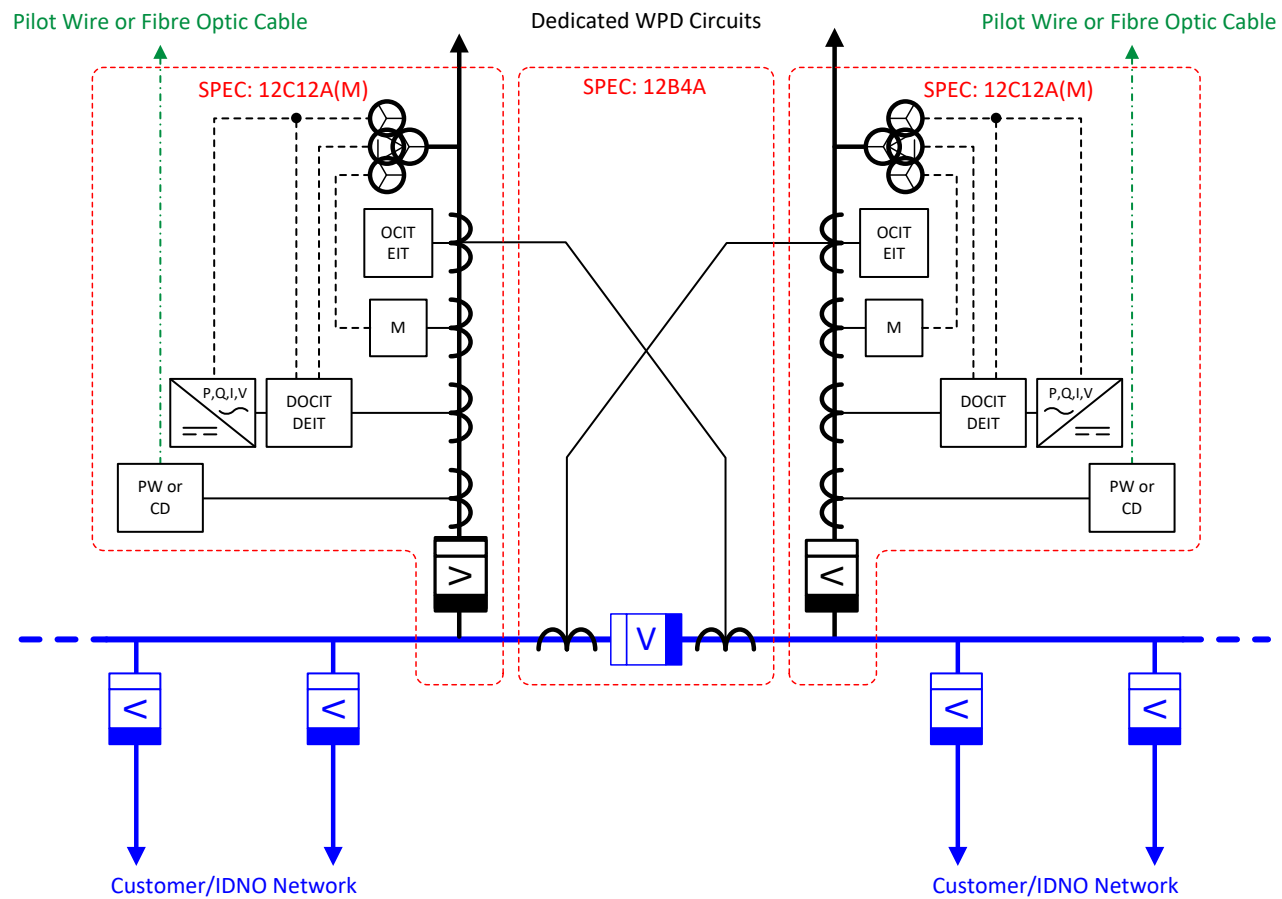 Pilot Wire or Fibre Optic Cable
Dedicated WPD Circuits
Pilot Wire or Fibre Optic Cable
SPEC: 12C12A(M)
SPEC: 12B4A
SPEC: 12C12A(M)
OCIT
EIT
OCIT
EIT
M
M
P,Q,I,V
DOCIT
DEIT
DOCIT
DEIT
P,Q,I,V
PW or
CD
PW or
CD
V
V
V
V
V
V
V
Customer/IDNO Network
Customer/IDNO Network